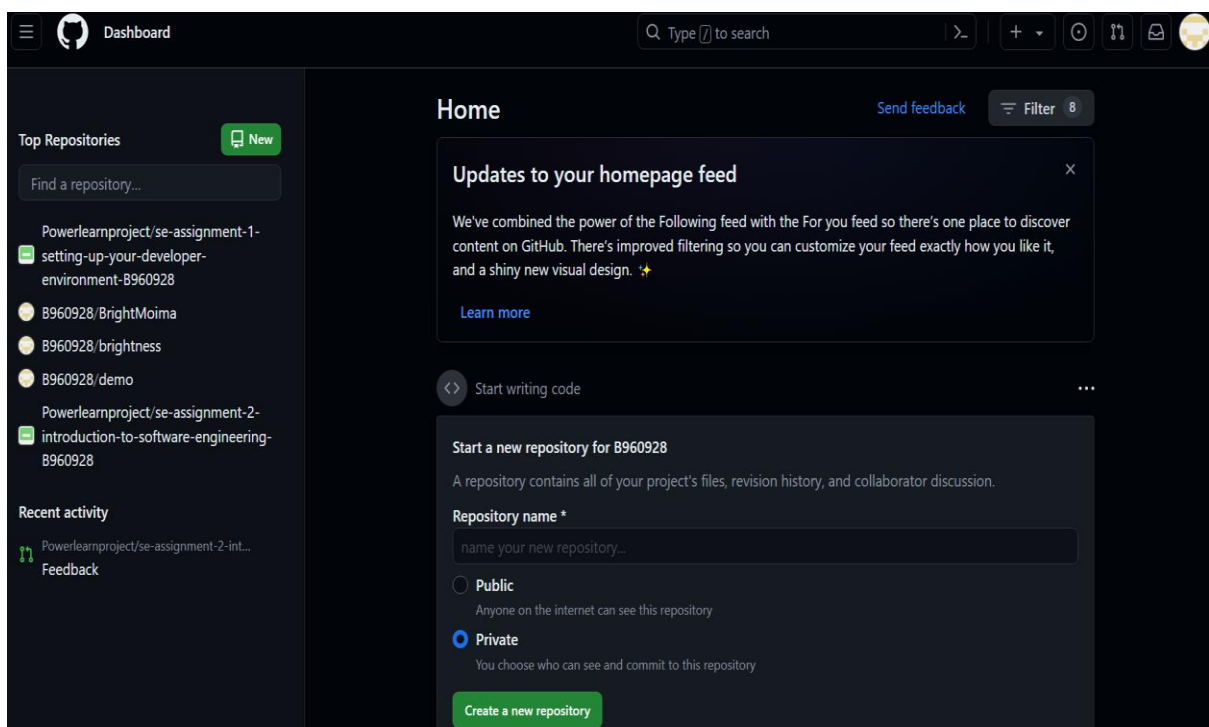 Dashboard
Type / to search
Top Repositories
New
Find a repository...
Powerlearnproject/se-assignment-1-
setting-up-your-developer-
environment-B960928
B960928/BrightMoima
B960928/brightness
B960928/demo
Powerlearnproject/se-assignment-2-
introduction-to-software-engineering-
B960928
Recent activity
Powerlearnproject/se-assignment-2-int...
Feedback
Home
Send feedback
Filter 8
Updates to your homepage feed
We've combined the power of the Following feed with the For you feed so there's one place to discover
content on GitHub. There's improved filtering so you can customize your feed exactly how you like it,
and a shiny new visual design. ✨
Learn more
Start writing code
Start a new repository for B960928
A repository contains all of your project's files, revision history, and collaborator discussion.
Repository name *
name your new repository...
Public
Anyone on the internet can see this repository
Private
You choose who can see and commit to this repository
Create a new repository